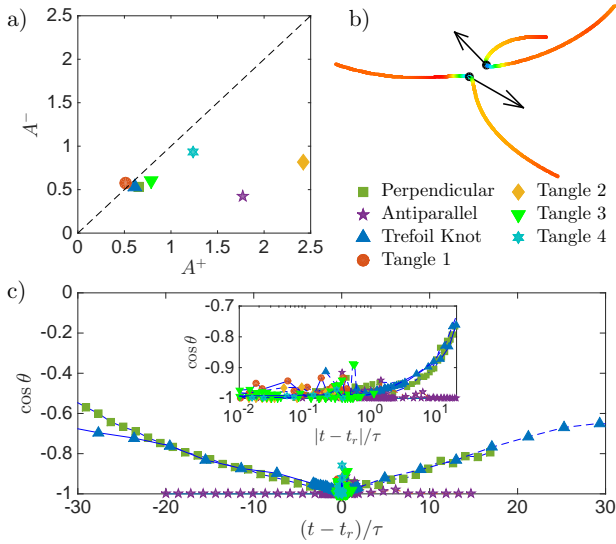 a)
2.5
2
1.5
1
0.5
0
A⁻
0 0.5 1 1.5 2 2.5
A⁺
b)
Perpendicular
Antiparallel
Trefoil Knot
Tangle 1
Tangle 2
Tangle 3
Tangle 4
c)
0
-0.2
-0.4
-0.6
-0.8
-1
cos θ
-30 -20 -10 0 10 20 30
(t − tᵣ)/τ
-0.7
-0.8
-0.9
-1
cos θ
10⁻² 10⁻¹ 10⁰ 10¹
|t − tᵣ|/τ